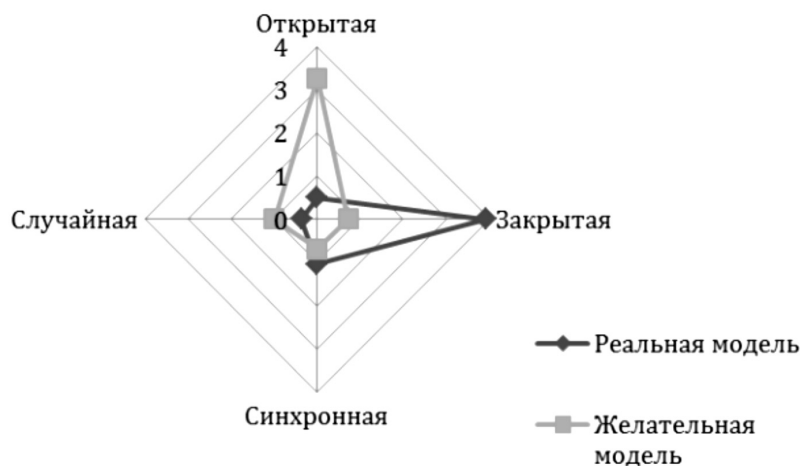 Открытая
4
3
2
1
0
Случайная
Закрытая
Синхронная
Реальная модель
Желательная
модель